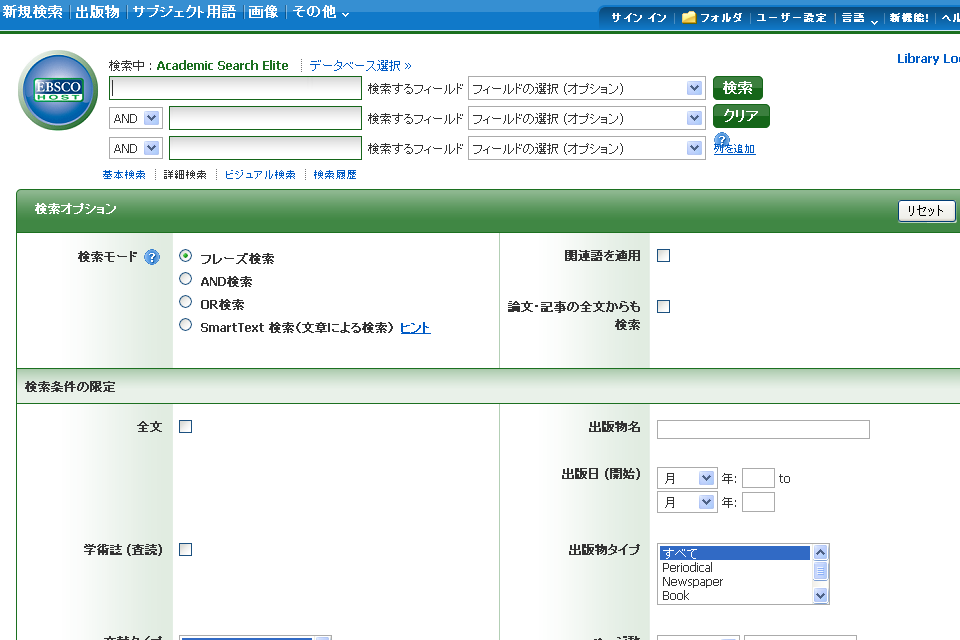 新規検索 出版物 サブジェクト用語 画像 その他
サインイン フォルダ ユーザー設定 言語 新機能!
EBSCO HOST
検索中: Academic Search Elite データベース選択 »
検索するフィールド フィールドの選択 (オプション) 検索
AND 検索するフィールド フィールドの選択 (オプション) クリア
AND 検索するフィールド フィールドの選択 (オプション) 列を追加
基本検索 詳細検索 ビジュアル検索 検索履歴
Library
検索オプション リセット
検索モード ?
フレーズ検索
AND検索
OR検索
SmartText 検索(文章による検索) ヒント
関連語を適用
論文・記事の全文からも
検索
検索条件の限定
全文
学術誌 (査読)
出版物名
出版日 (開始) 月 年: to
月 年:
出版物タイプ すべて
Periodical
Newspaper
Book